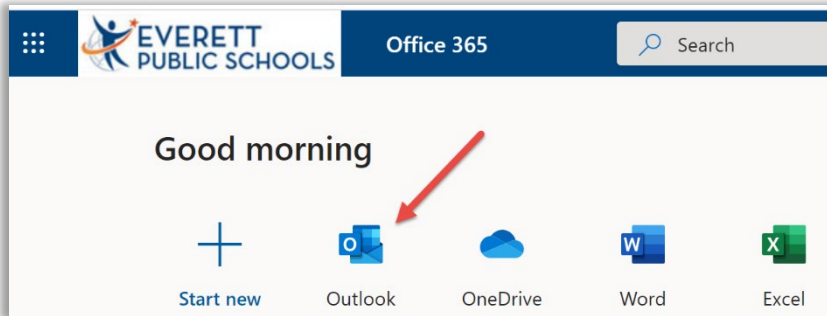 EVERETT
PUBLIC SCHOOLS
Office 365
Search
Good morning
Start new
Outlook
OneDrive
Word
Excel